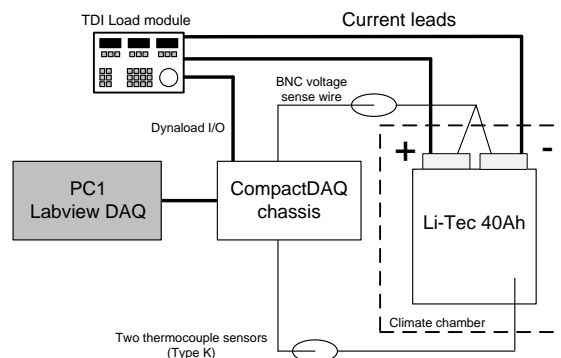 TDI Load module
Current leads
BNC voltage
sense wire
Dynaload I/O
+
-
PC1
Labview DAQ
CompactDAQ
chassis
Li-Tec 40Ah
Climate chamber
Two thermocouple sensors
(Type K)